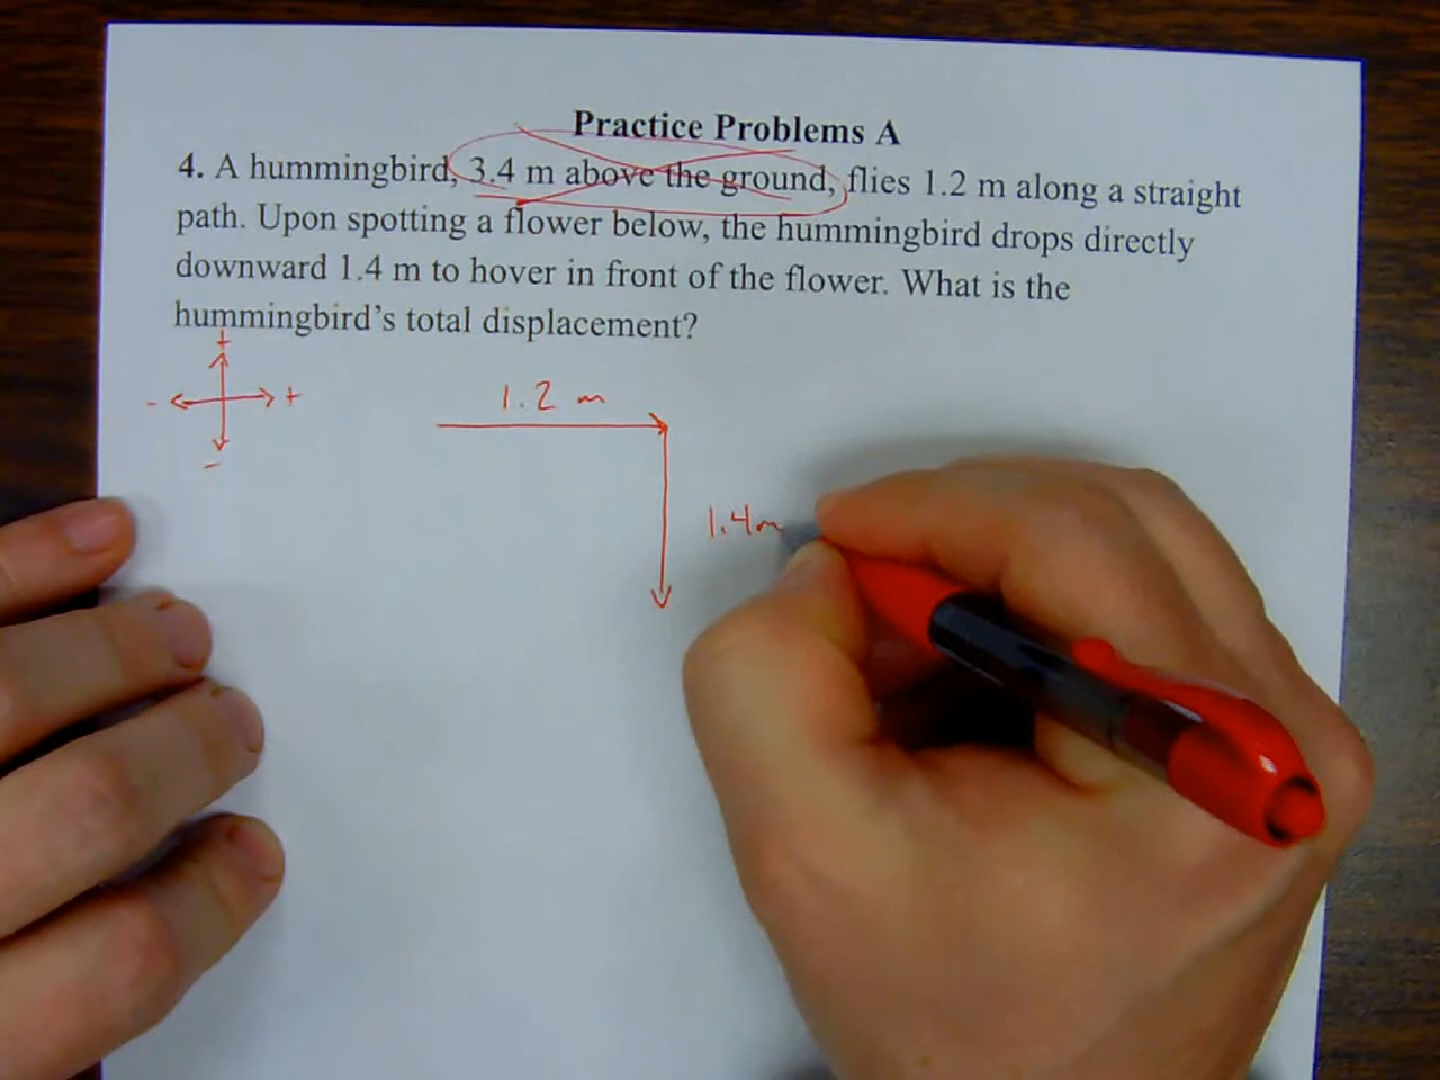 Practice Problems A
4. A hummingbird, 3.4 m above the ground, flies 1.2 m along a straight
path. Upon spotting a flower below, the hummingbird drops directly
downward 1.4 m to hover in front of the flower. What is the
hummingbird's total displacement?
+
- +
-
1.2 m
1.4m